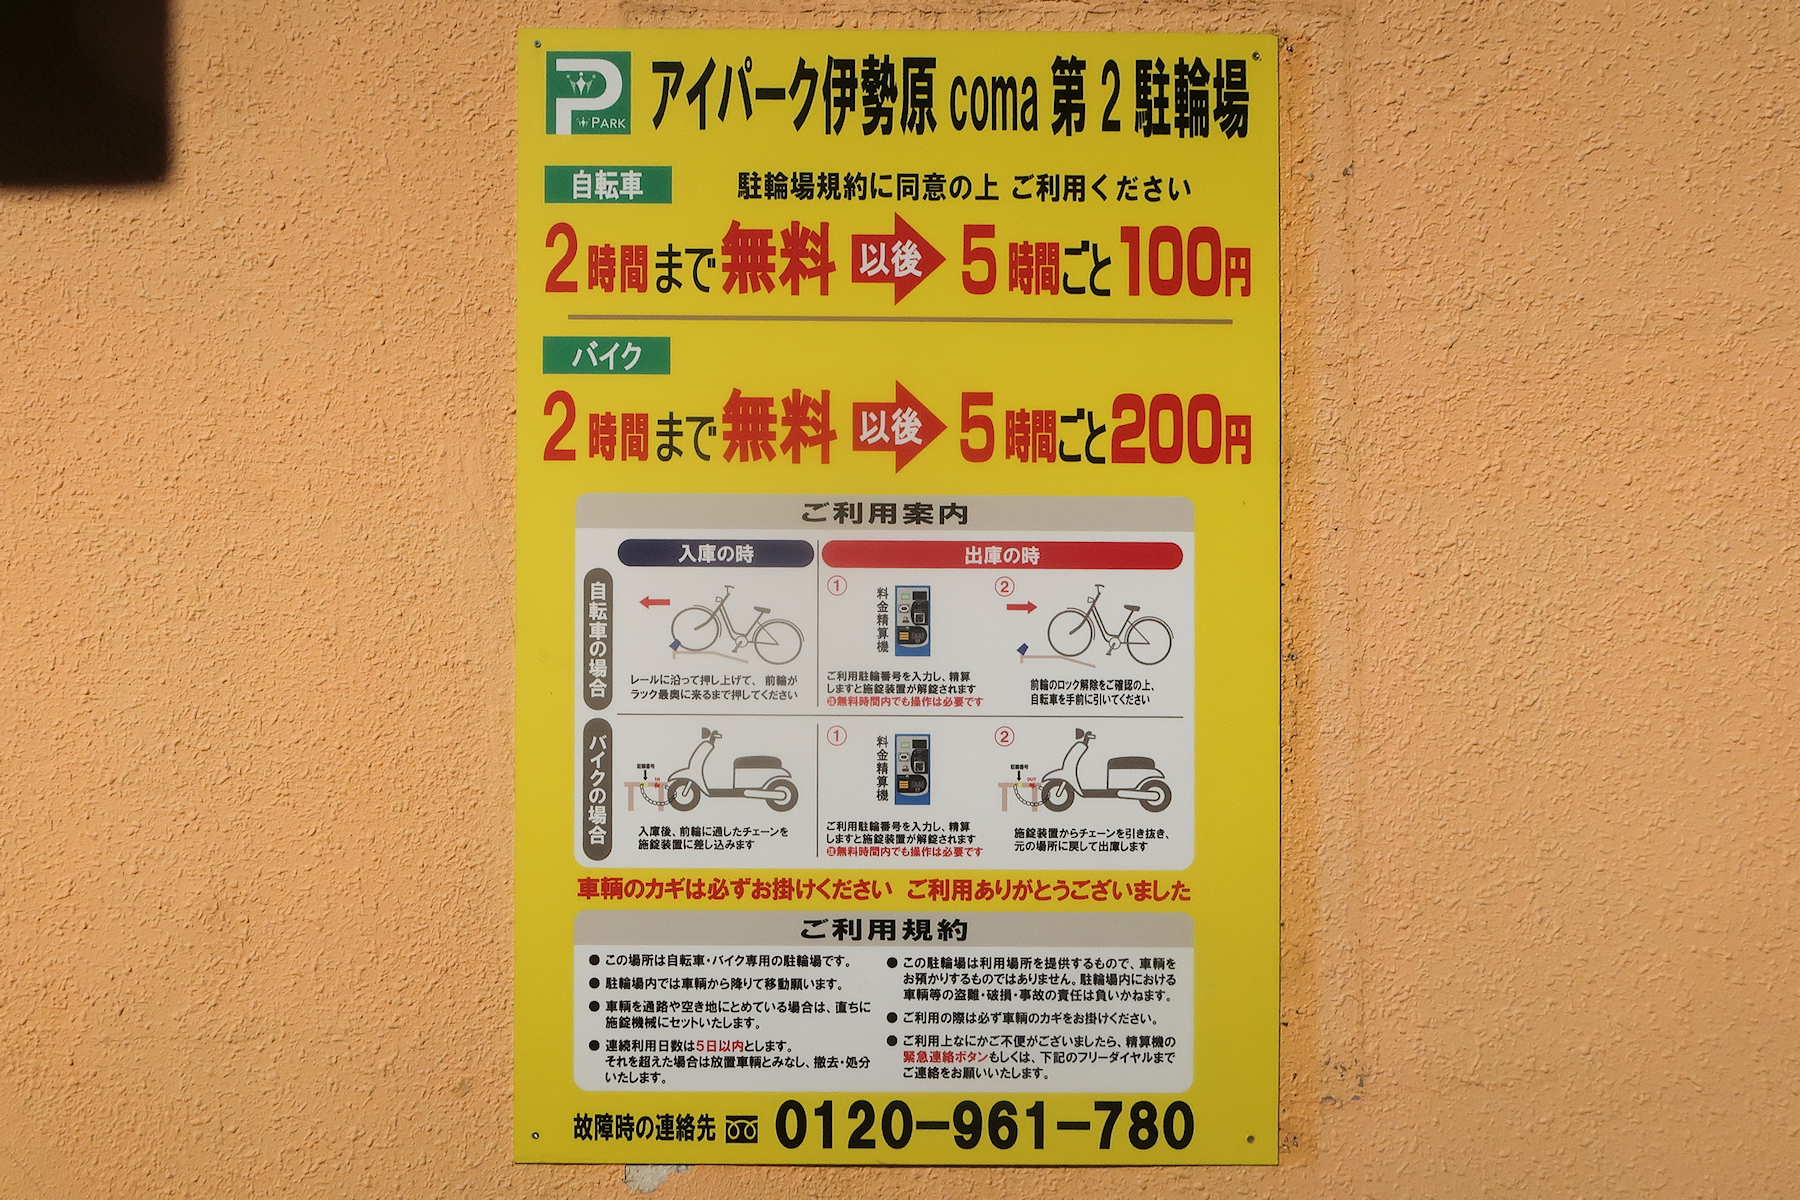 PARK
アイパーク伊勢原 coma 第 2 駐輪場
自転車
駐輪場規約に同意の上 ご利用ください
2時間まで無料 以後 5時間ごと100円
バイク
2時間まで無料 以後 5時間ごと200円
ご利用案内
入庫の時
出庫の時
自転車の場合
レールに沿って押し上げて、前輪が
ラック最奥に来るまで押してください
①
料金精算機
ご利用駐輪番号を入力し、精算
しますと施錠装置が解錠されます
無料時間内でも操作は必要です
②
前輪のロック解除をご確認の上、
自転車を手前に引いてください
バイクの場合
駐輪番号
IN
入庫後、前輪に通したチェーンを
施錠装置に差し込みます
①
料金精算機
ご利用駐輪番号を入力し、精算
しますと施錠装置が解錠されます
無料時間内でも操作は必要です
②
駐輪番号
OUT
施錠装置からチェーンを引き抜き、
元の場所に戻して出庫します
車輌のカギは必ずお掛けください ご利用ありがとうございました
ご利用規約
● この場所は自転車・バイク専用の駐輪場です。
● 駐輪場内では車輌から降りて移動願います。
● 車輌を通路や空き地にとめている場合は、直ちに
施錠機械にセットいたします。
● 連続利用日数は5日以内とします。
それを超えた場合は放置車輌とみなし、撤去・処分
いたします。
● この駐輪場は利用場所を提供するもので、車輌を
お預かりするものではありません。駐輪場内における
車輌等の盗難・破損・事故の責任は負いかねます。
● ご利用の際は必ず車輌のカギをお掛けください。
● ご利用上なにかご不便がございましたら、精算機の
緊急連絡ボタンもしくは、下記のフリーダイヤルまで
ご連絡をお願いいたします。
故障時の連絡先 0120-961-780